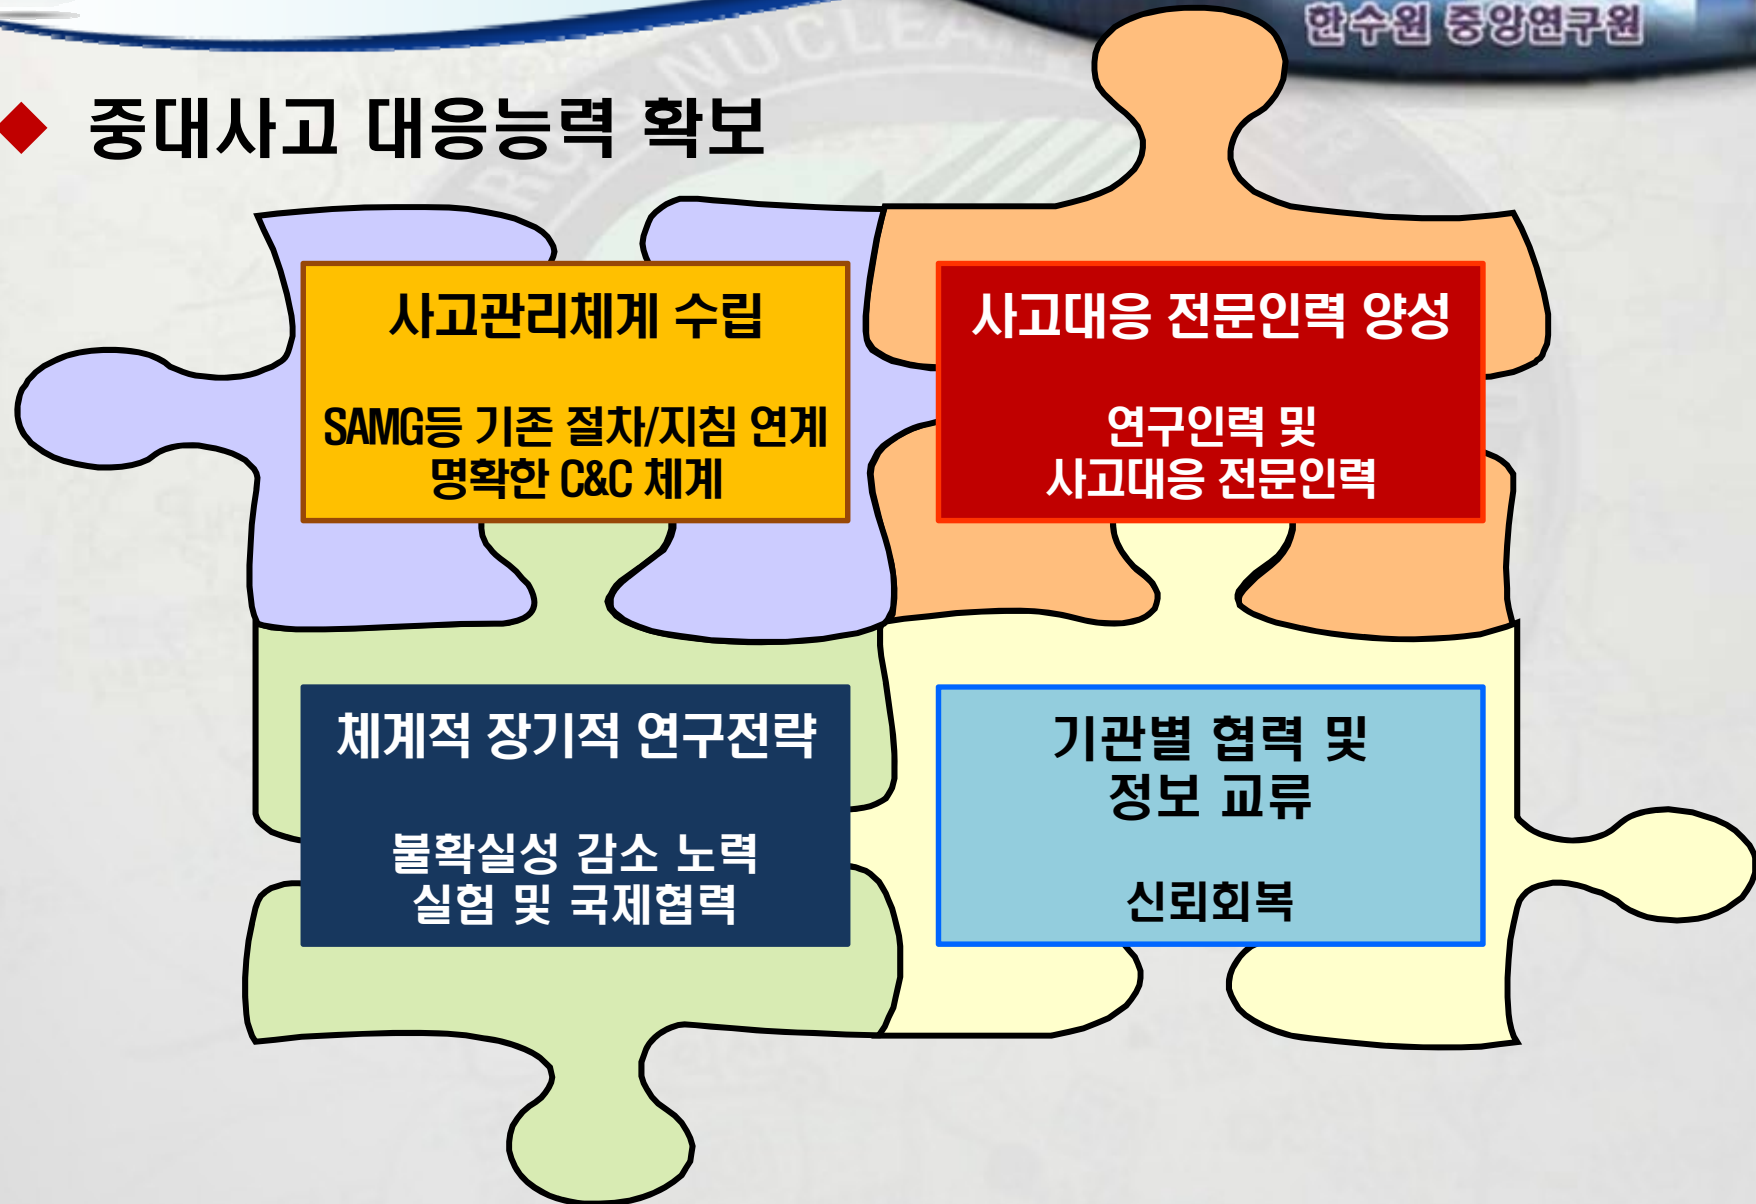 한수원 중앙연구원
중대사고 대응능력 확보
사고관리체계 수립
SAMG등 기존 절차/지침 연계
명확한 C&C 체계
사고대응 전문인력 양성
연구인력 및
사고대응 전문인력
체계적 장기적 연구전략
불확실성 감소 노력
실험 및 국제협력
기관별 협력 및
정보 교류
신뢰회복
NUCLEAR